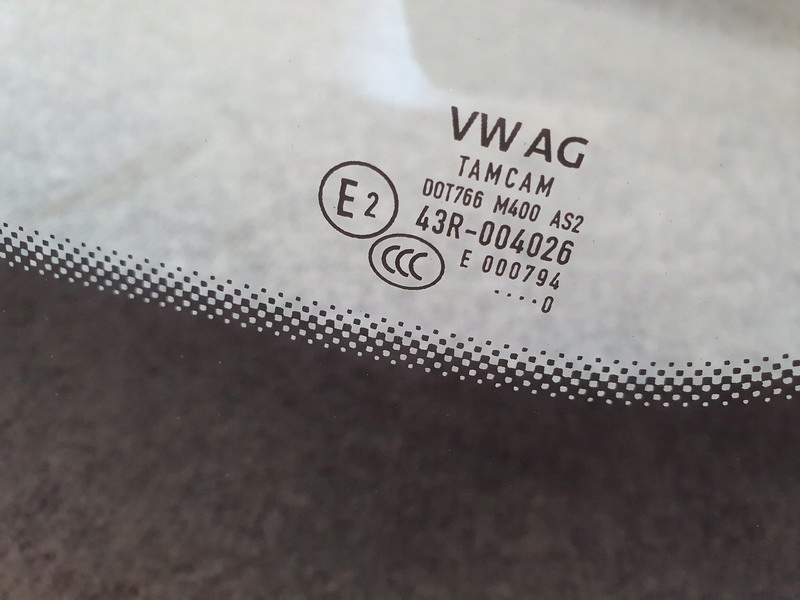 VW AG
TAMCAM
DOT766 M400 AS2
E2
43R-004026
CCC
E 000794
....0